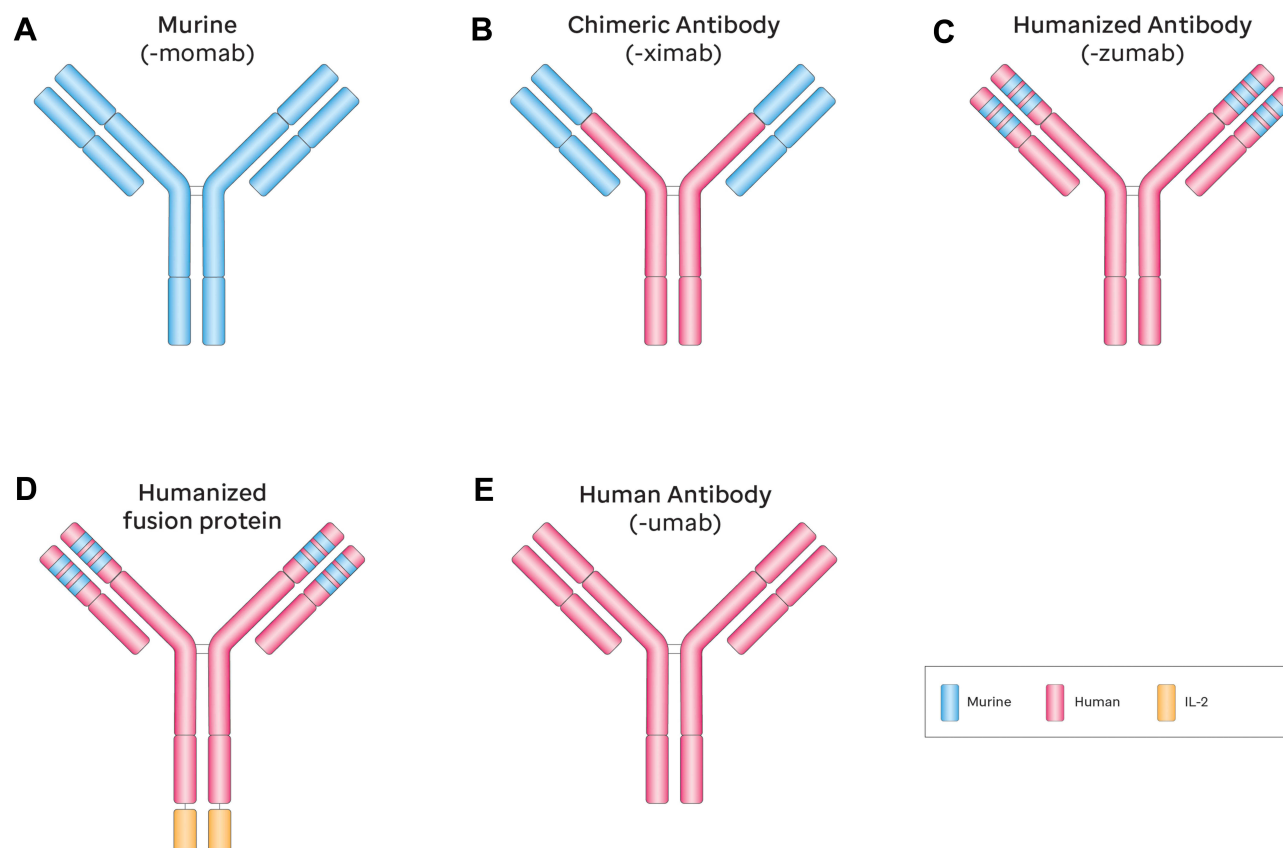 A
Murine
(-momab)
B
Chimeric Antibody
(-ximab)
C
Humanized Antibody
(-zumab)
D
Humanized
fusion protein
E
Human Antibody
(-umab)
Murine
Human
IL-2